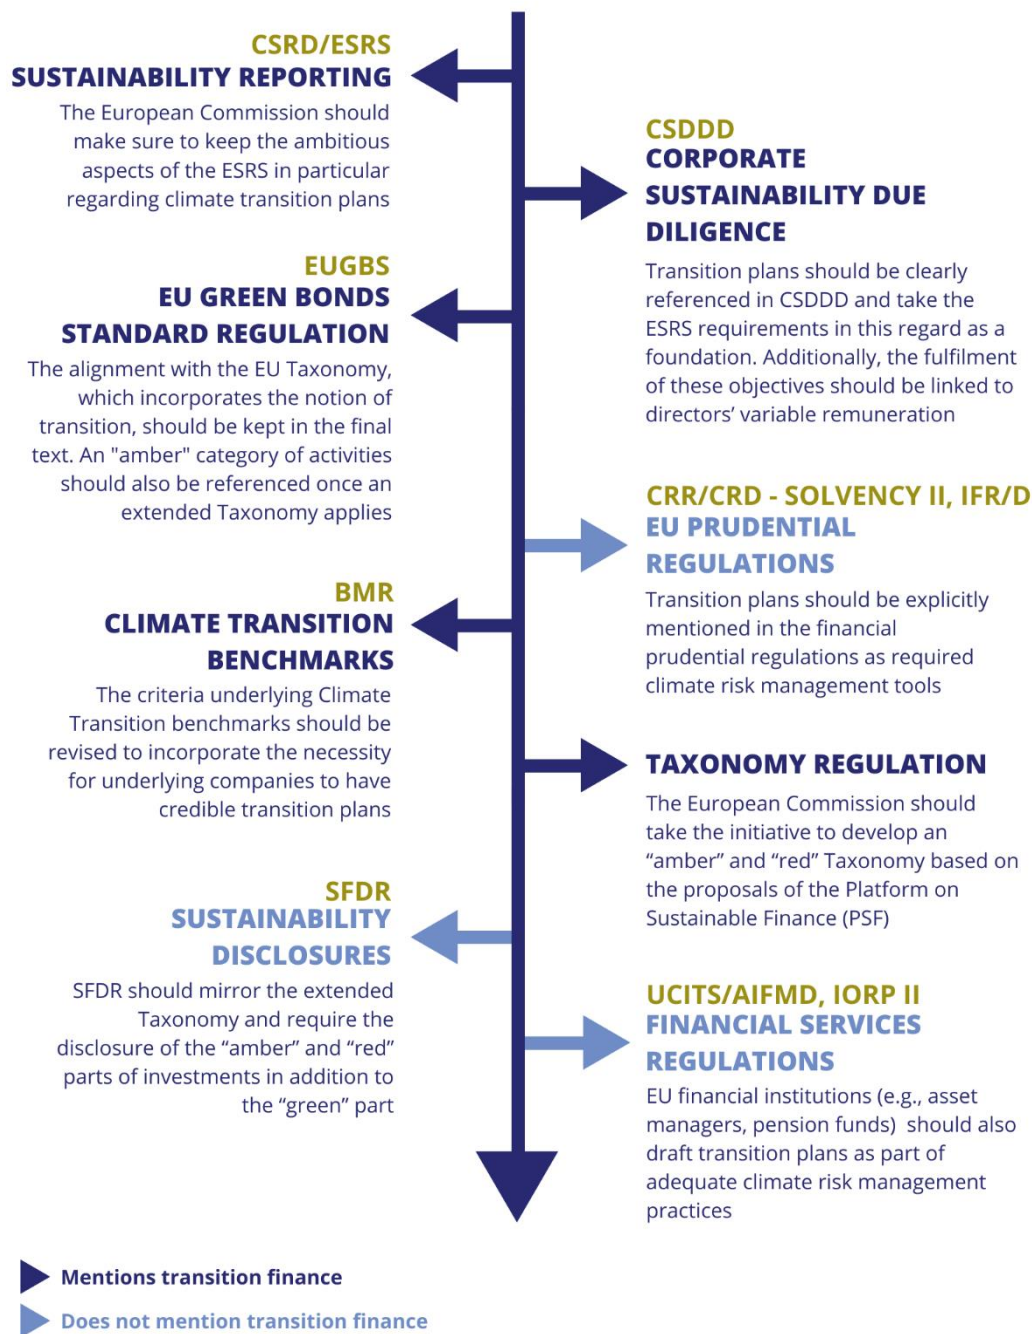 CSRD/ESRS
SUSTAINABILITY REPORTING
The European Commission should
make sure to keep the ambitious
aspects of the ESRS in particular
regarding climate transition plans
CSDDD
CORPORATE
SUSTAINABILITY DUE
DILIGENCE
Transition plans should be clearly
referenced in CSDDD and take the
ESRS requirements in this regard as a
foundation. Additionally, the fulfilment
of these objectives should be linked to
directors’ variable remuneration
EUGBS
EU GREEN BONDS
STANDARD REGULATION
The alignment with the EU Taxonomy,
which incorporates the notion of
transition, should be kept in the final
text. An "amber" category of activities
should also be referenced once an
extended Taxonomy applies
CRR/CRD - SOLVENCY II, IFR/D
EU PRUDENTIAL
REGULATIONS
Transition plans should be explicitly
mentioned in the financial
prudential regulations as required
climate risk management tools
BMR
CLIMATE TRANSITION
BENCHMARKS
The criteria underlying Climate
Transition benchmarks should be
revised to incorporate the necessity
for underlying companies to have
credible transition plans
TAXONOMY REGULATION
The European Commission should
take the initiative to develop an
“amber” and “red” Taxonomy based on
the proposals of the Platform on
Sustainable Finance (PSF)
SFDR
SUSTAINABILITY
DISCLOSURES
SFDR should mirror the extended
Taxonomy and require the
disclosure of the “amber” and “red”
parts of investments in addition to
the “green” part
UCITS/AIFMD, IORP II
FINANCIAL SERVICES
REGULATIONS
EU financial institutions (e.g., asset
managers, pension funds) should also
draft transition plans as part of
adequate climate risk management
practices
Mentions transition finance
Does not mention transition finance